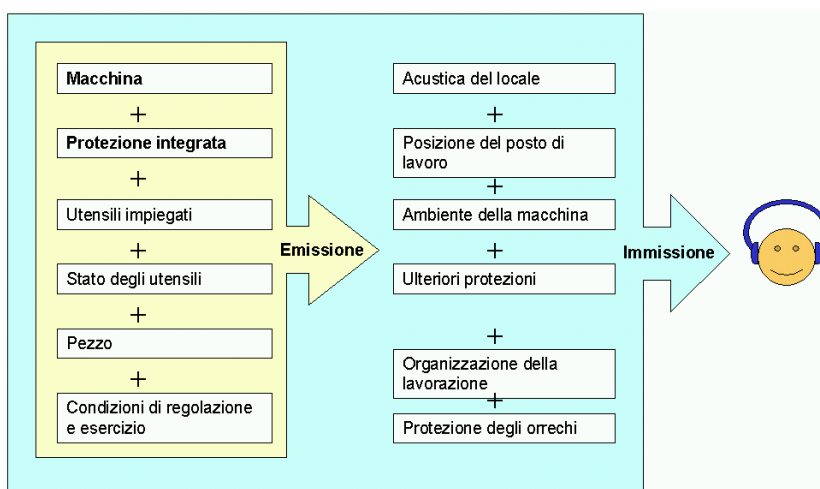 Macchina
+
Protezione integrata
+
Utensili impiegati
+
Stato degli utensili
+
Pezzo
+
Condizioni di regolazione
e esercizio
Emissione
Acustica del locale
+
Posizione del posto di
lavoro
+
Ambiente della macchina
+
Ulteriori protezioni
+
Organizzazione della
lavorazione
+
Protezione degli orrechi
Immissione